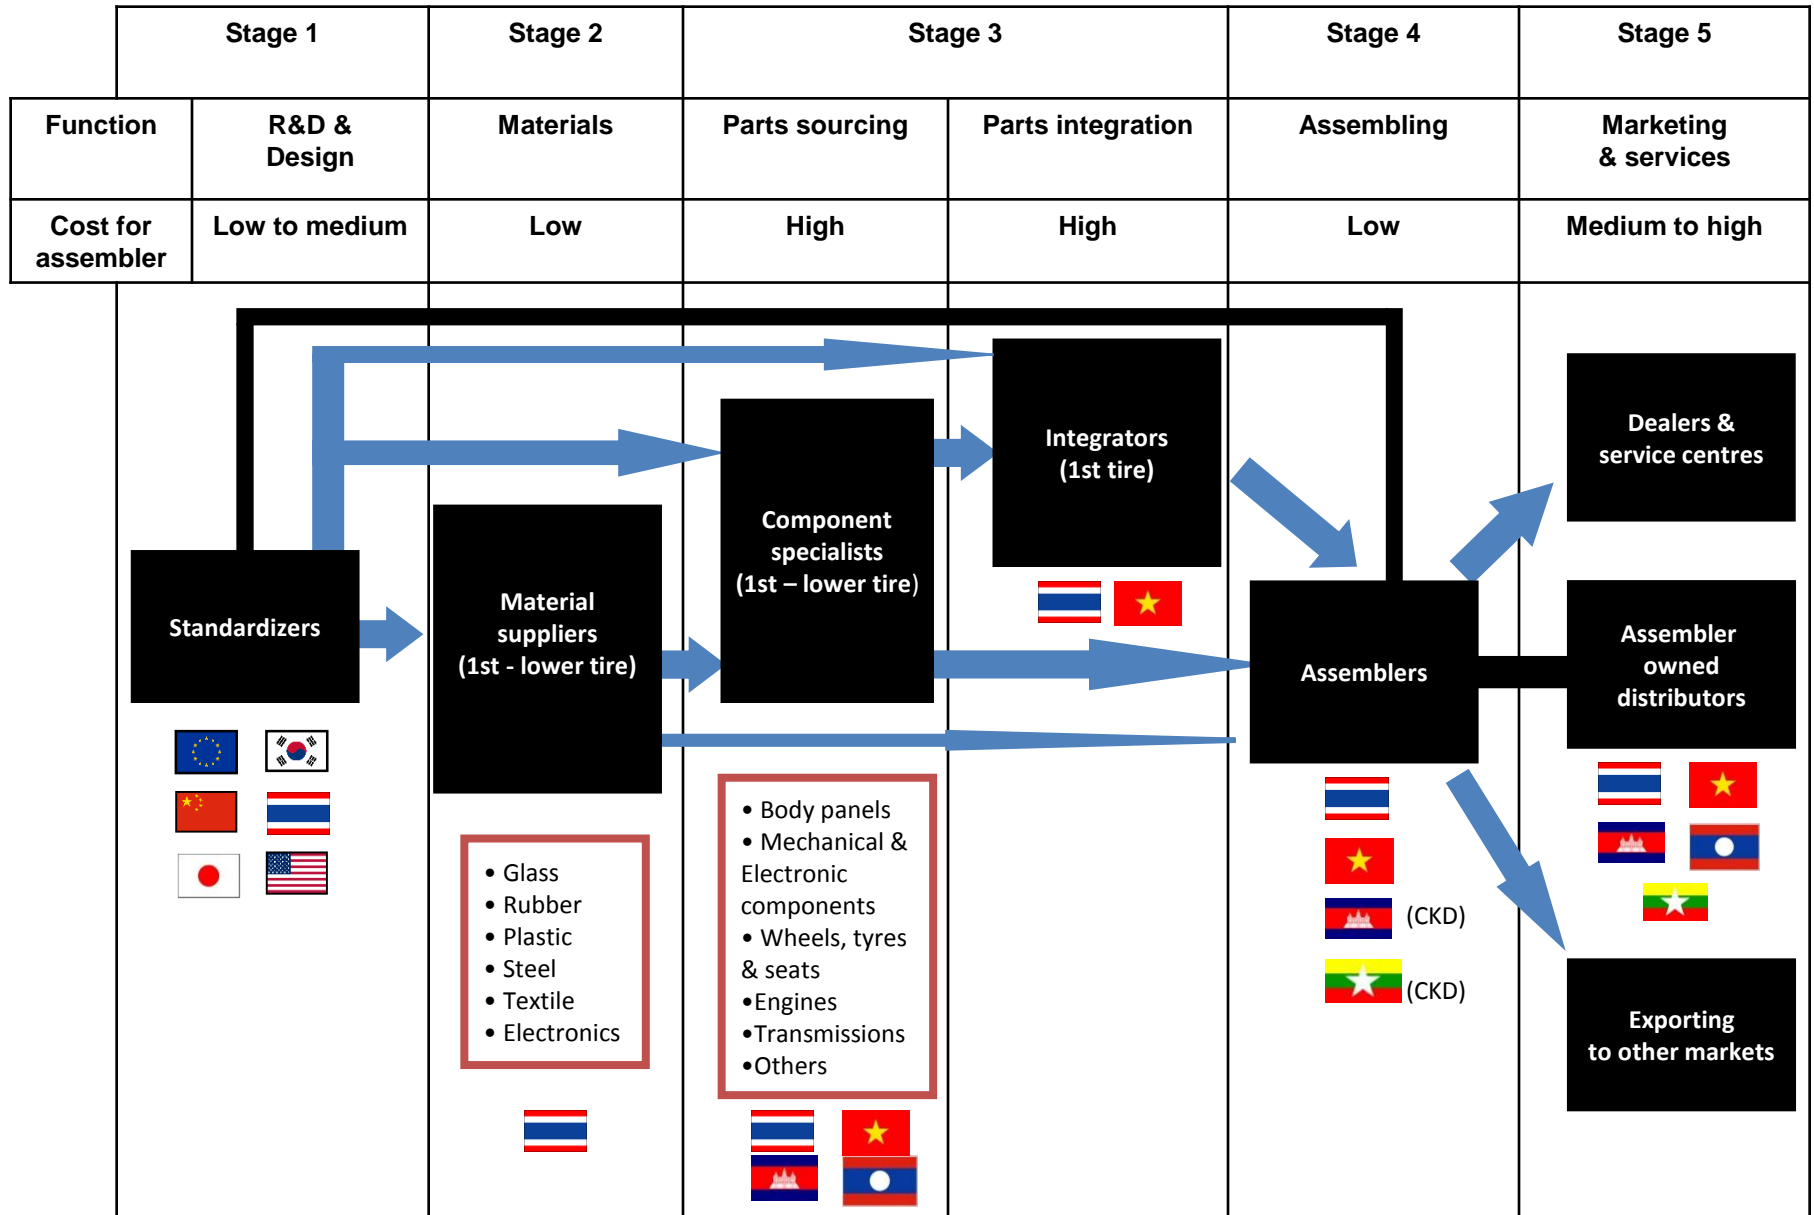 Stage 1
Stage 2
Stage 3
Stage 4
Stage 5
Function
R&D &
Design
Materials
Parts sourcing
Parts integration
Assembling
Marketing
& services
Cost for
assembler
Low to medium
Low
High
High
Low
Medium to high
Standardizers
Material
suppliers
(1st - lower tire)
• Glass
• Rubber
• Plastic
• Steel
• Textile
• Electronics
Component
specialists
(1st – lower tire)
• Body panels
• Mechanical &
Electronic
components
• Wheels, tyres
& seats
•Engines
•Transmissions
•Others
Integrators
(1st tire)
Assemblers
(CKD)
(CKD)
Dealers &
service centres
Assembler
owned
distributors
Exporting
to other markets